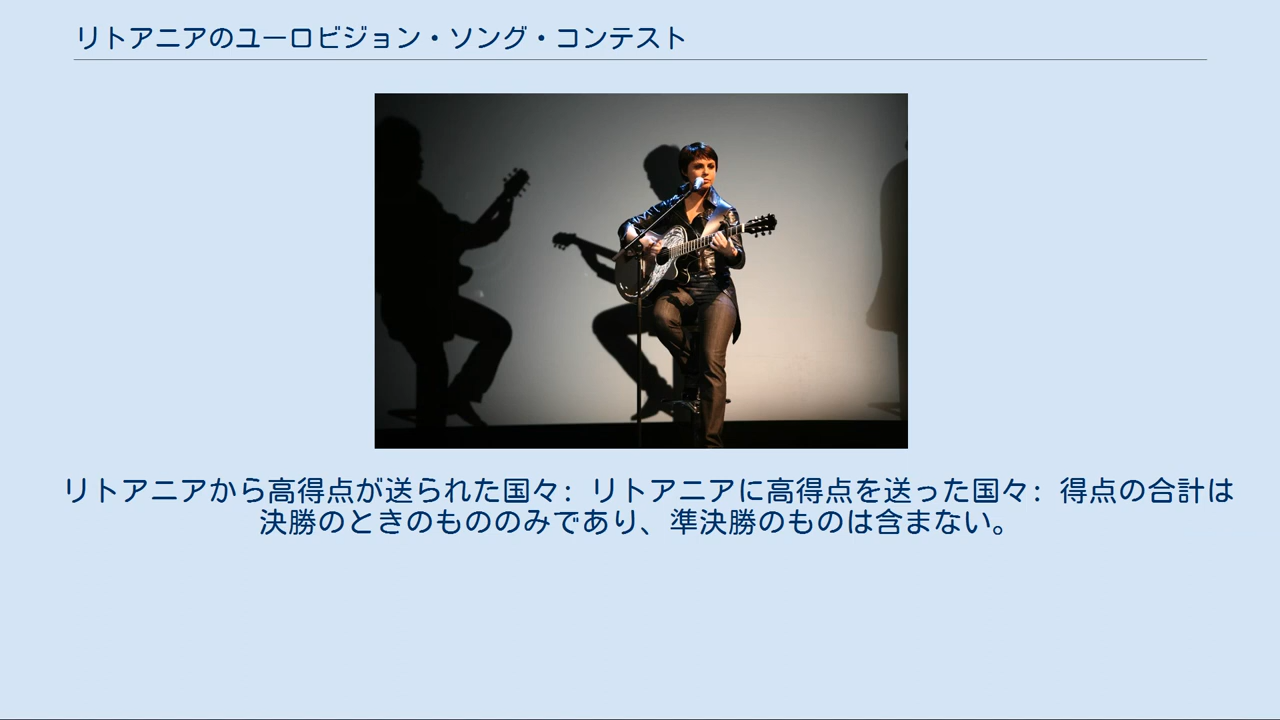 リトアニアのユーロビジョン・ソング・コンテスト
リトアニアから高得点が送られた国々: リトアニアに高得点を送った国々: 得点の合計は
決勝のときのもののみであり、準決勝のものは含まない。